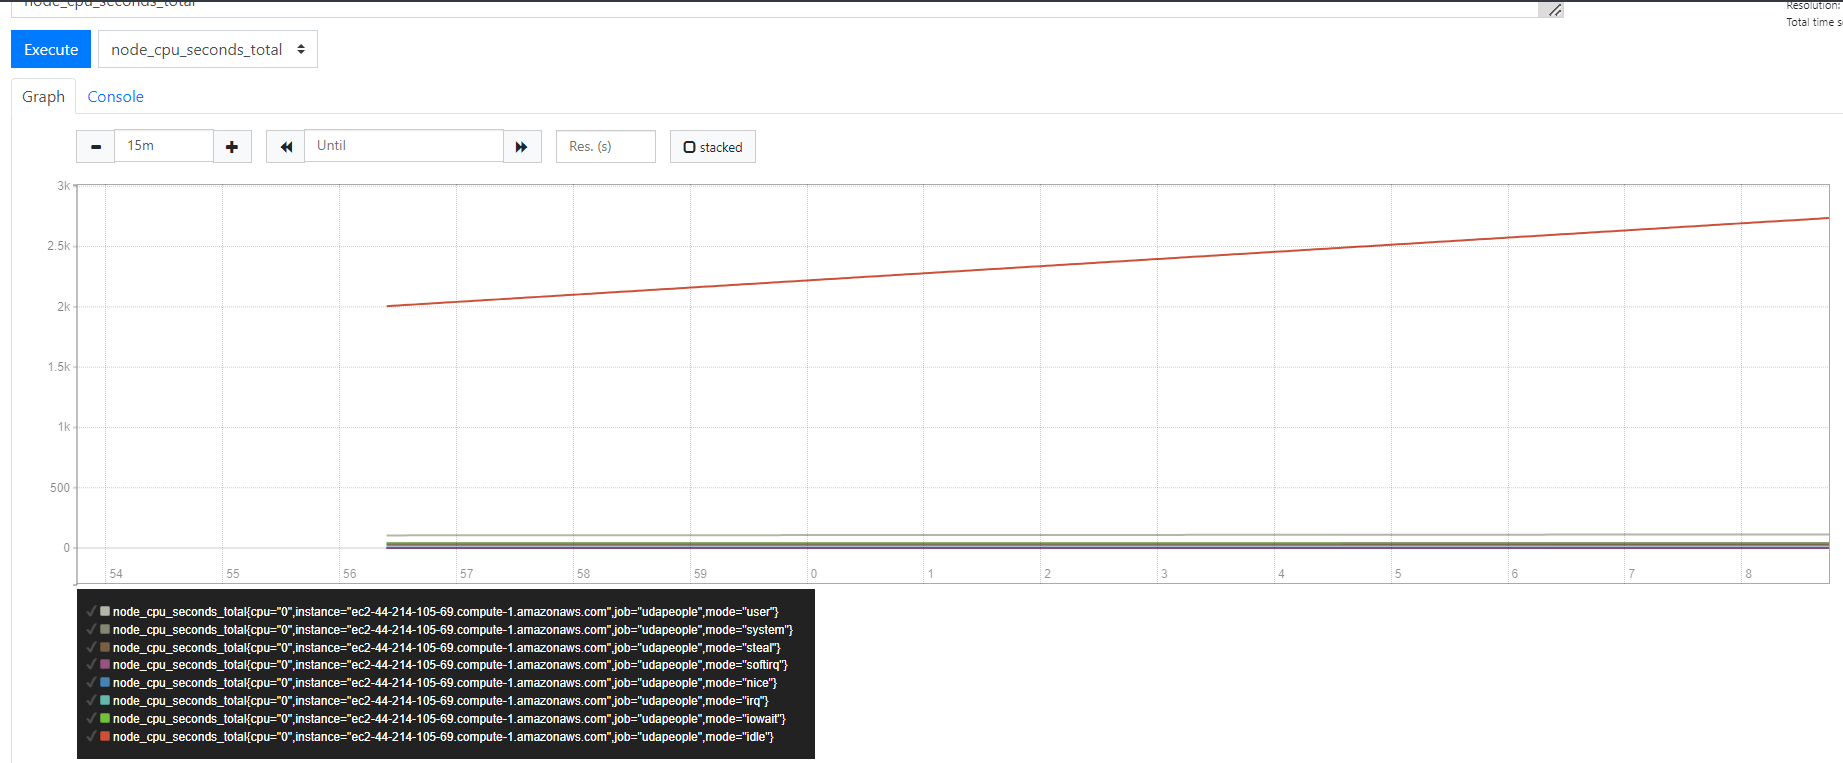 node_cpu_seconds_total
Resolution:
Total time s
Execute
node_cpu_seconds_total
Graph
Console
15m
Until
Res. (s)
stacked
3k
2.5k
2k
1.5k
1k
500
0
54 55 56 57 58 59 0 1 2 3 4 5 6 7 8
node_cpu_seconds_total{cpu="0",instance="ec2-44-214-105-69.compute-1.amazonaws.com",job="udapeople",mode="user"}
node_cpu_seconds_total{cpu="0",instance="ec2-44-214-105-69.compute-1.amazonaws.com",job="udapeople",mode="system"}
node_cpu_seconds_total{cpu="0",instance="ec2-44-214-105-69.compute-1.amazonaws.com",job="udapeople",mode="steal"}
node_cpu_seconds_total{cpu="0",instance="ec2-44-214-105-69.compute-1.amazonaws.com",job="udapeople",mode="softirq"}
node_cpu_seconds_total{cpu="0",instance="ec2-44-214-105-69.compute-1.amazonaws.com",job="udapeople",mode="nice"}
node_cpu_seconds_total{cpu="0",instance="ec2-44-214-105-69.compute-1.amazonaws.com",job="udapeople",mode="irq"}
node_cpu_seconds_total{cpu="0",instance="ec2-44-214-105-69.compute-1.amazonaws.com",job="udapeople",mode="iowait"}
node_cpu_seconds_total{cpu="0",instance="ec2-44-214-105-69.compute-1.amazonaws.com",job="udapeople",mode="idle"}